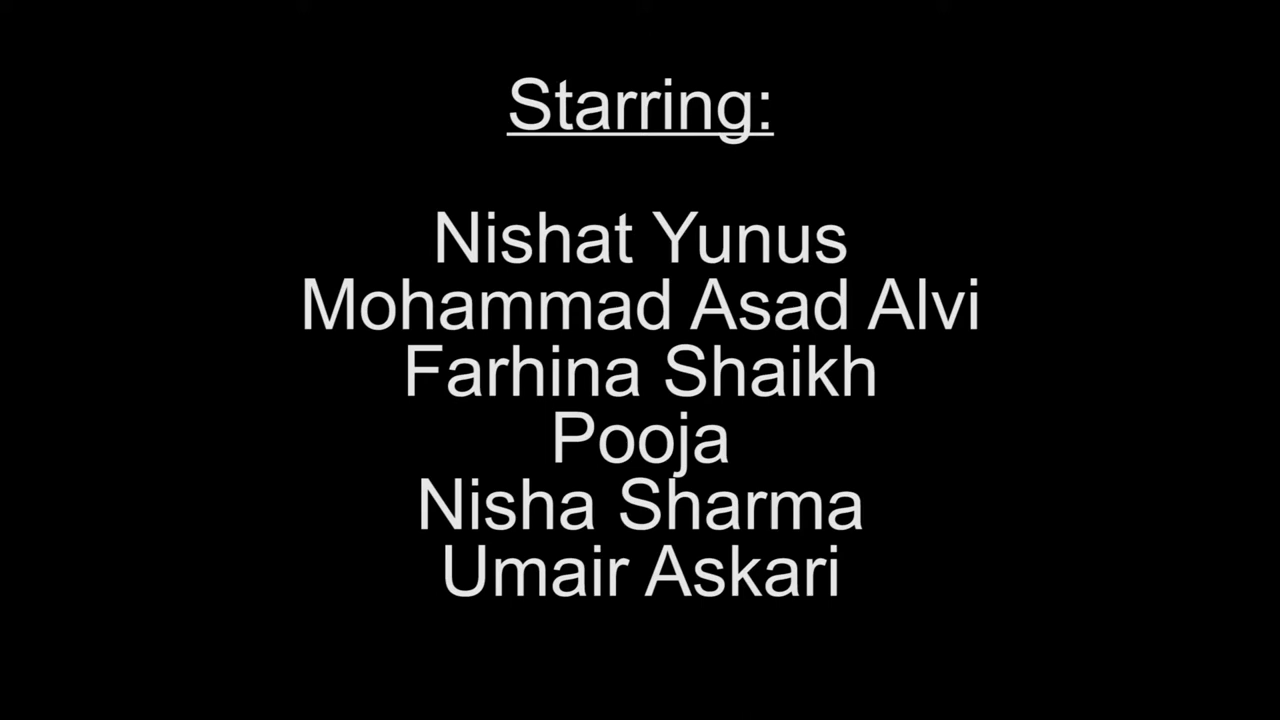 Starring:
Nishat Yunus
Mohammad Asad Alvi
Farhina Shaikh
Pooja
Nisha Sharma
Umair Askari